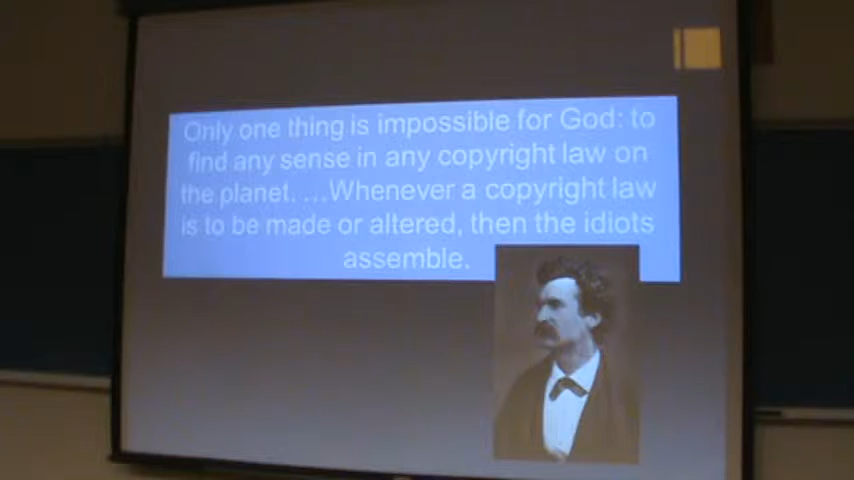 Only one thing is impossible for God: to
find any sense in any copyright law on
the planet. …Whenever a copyright law
is to be made or altered, then the idiots
assemble.